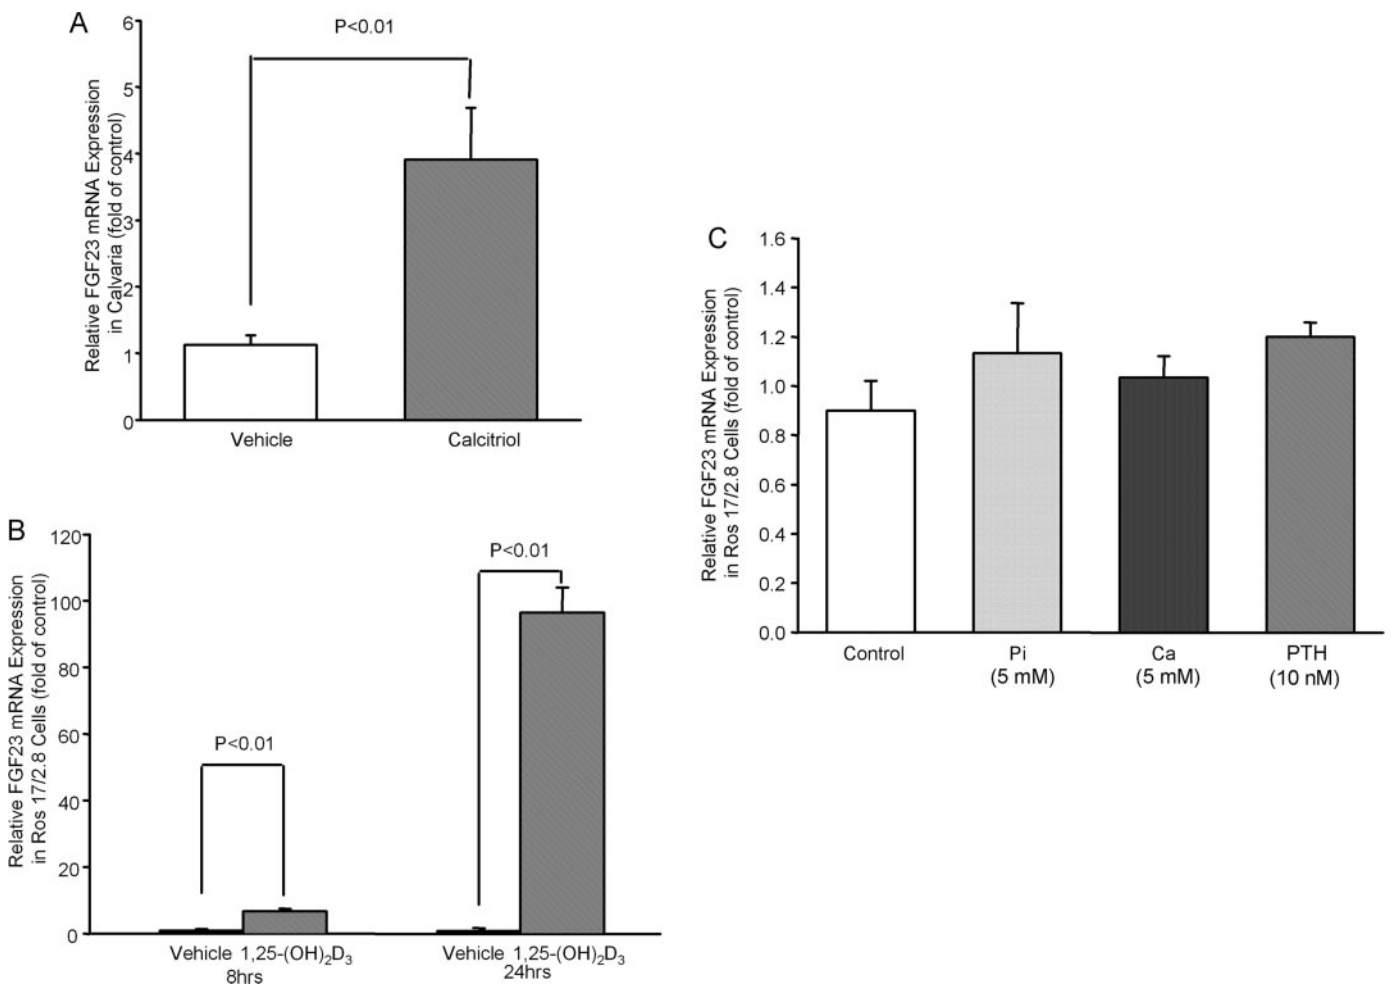 A
P<0.01
6
5
4
3
2
1
0
Relative FGF23 mRNA Expression
in Calvaria (fold of control)
Vehicle
Calcitriol
B
120
100
80
60
40
20
0
Relative FGF23 mRNA Expression
in Ros 17/2.8 Cells (fold of control)
P<0.01
P<0.01
Vehicle 1,25-(OH)₂D₃
8hrs
Vehicle 1,25-(OH)₂D₃
24hrs
C
1.6
1.4
1.2
1.0
0.8
0.6
0.4
0.2
0.0
Relative FGF23 mRNA Expression
in Ros 17/2.8 Cells (fold of control)
Control
Pi
(5 mM)
Ca
(5 mM)
PTH
(10 nM)